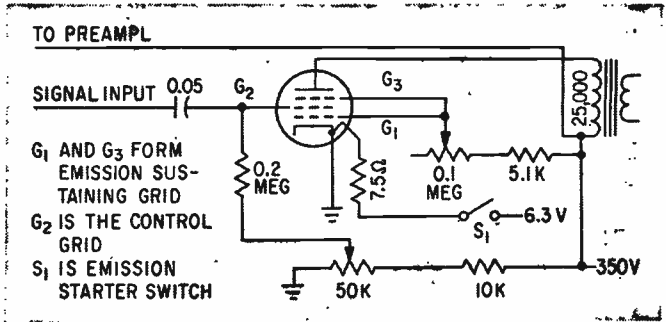 TO PREAMPL
SIGNAL INPUT
0.05
G2
G3
G1
25,000
G1 AND G3 FORM
EMISSION SUS-
TAINING GRID
G2 IS THE CONTROL
GRID
S1 IS EMISSION
STARTER SWITCH
0.2
MEG
7.5Ω
0.1
MEG
5.1K
S1
6.3 V
350V
50K
10K